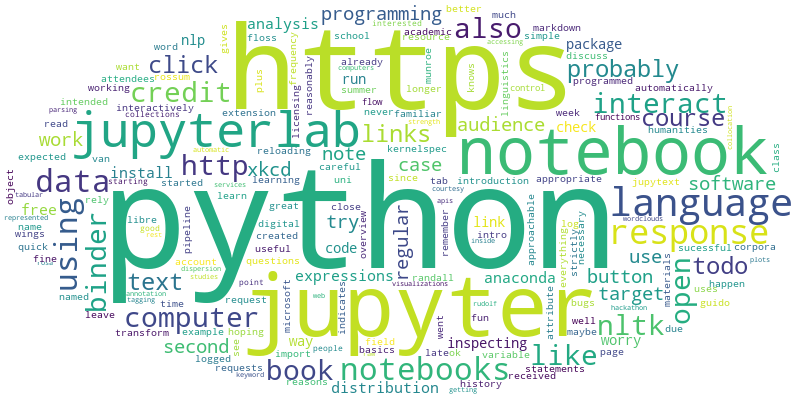 programming
https
also
analysis
academic
much
better
markdown
floss
school
resource
interested
accessing
nlp
gives
simple
package
word
discuss
want
computers
already
plus
frequency
knows
control
linguistics
programmed
attendees
rossum
click
credit
run
probably
working
summer
munroe
longer
automatically
intended
interactively
collections
licensing
reasonably
flow
never
familiar
week
functions
interact
parsing
read
extension
jupyterlab
links
audience
strength
check
course
work
automatic
reloading
note
kernelspec
notebook
humanities
expected
van
http
xkcd
careful
uni
case
since
appropriate
collocation
class
object
data
starting
install
started
learning
tab
introduction
jupytext
software
tabular
free
rely
services
great
close
try
courtesy
link
language
represented
name
libre
learn
python
apis
remember
intro
wordclouds
wings
using
binder
good
digital
created
code
overview
regular
inside
approachable
response
quick
rest
pipeline
useful
everything
log
strictly
necessary
sucessful
corpora
fine
text
account
questions
expressions
anaconda
button
use
open
todo
plots
named
annotation
dispersion
studies
request
web
randall
visualizations
target
materials
happen
tagging
time
point
microsoft
indicates
jupyter
rudolf
attribute
bugs
uses
guido
leave
computer
nltk
hackathon
transform
example
hoping
people
went
fun
maybe
well
due
russ
second
way
basics
variable
late
ok
inspecting
like
worry
page
logged
see
import
field
statements
requests
book
reasons
history
received
notebooks
keyword
distribution
getting